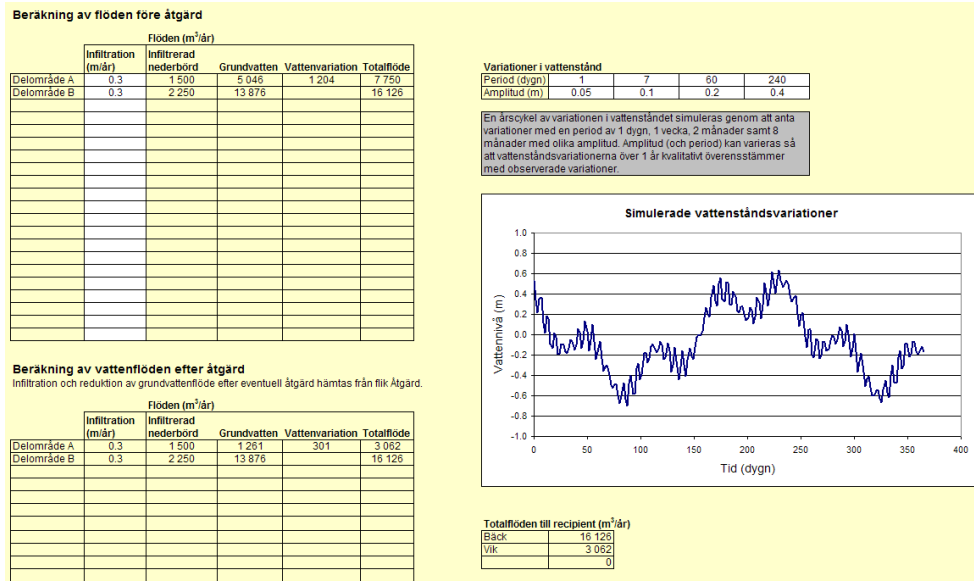 Beräkning av flöden före åtgärd
Flöden (m³/år)
Infiltration (m/år) Infiltrerad nederbörd Grundvatten Vattenvariation Totalflöde
Delområde A 0.3 1 500 5 046 1 204 7 750
Delområde B 0.3 2 250 13 876 16 126
Beräkning av vattenflöden efter åtgärd
Infiltration och reduktion av grundvattenflöde efter eventuell åtgärd hämtas från flik Åtgärd.
Flöden (m³/år)
Infiltration (m/år) Infiltrerad nederbörd Grundvatten Vattenvariation Totalflöde
Delområde A 0.3 1 500 1 261 301 3 062
Delområde B 0.3 2 250 13 876 16 126
Variationer i vattenstånd
Period (dygn) 1 7 60 240
Amplitud (m) 0.05 0.1 0.2 0.4
En årscykel av variationen i vattenståndet simuleras genom att anta
variationer med en period av 1 dygn, 1 vecka, 2 månader samt 8
månader med olika amplitud. Amplitud (och period) kan varieras så
att vattenståndsvariationerna över 1 år kvalitativt överensstämmer
med observerade variationer.
Simulerade vattenståndsvariationer
Vattennivå (m)
1.0
0.8
0.6
0.4
0.2
0.0
-0.2
-0.4
-0.6
-0.8
-1.0
0 50 100 150 200 250 300 350 400
Tid (dygn)
Totalflöden till recipient (m³/år)
Bäck 16 126
Vik 3 062
0